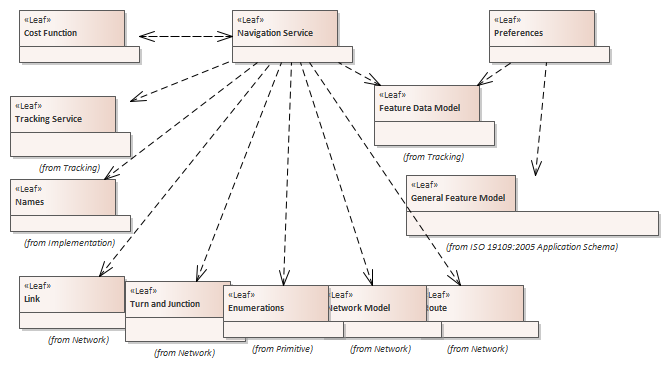 «Leaf»
Cost Function
«Leaf»
Navigation Service
«Leaf»
Preferences
«Leaf»
Tracking Service
(from Tracking)
«Leaf»
Feature Data Model
(from Tracking)
«Leaf»
Names
(from Implementation)
«Leaf»
General Feature Model
(from ISO 19109:2005 Application Schema)
«Leaf»
Link
(from Network)
«Leaf»
Turn and Junction
(from Network)
«Leaf»
Enumerations
(from Primitive)
«Leaf»
Network Model
(from Network)
«Leaf»
Route
(from Network)